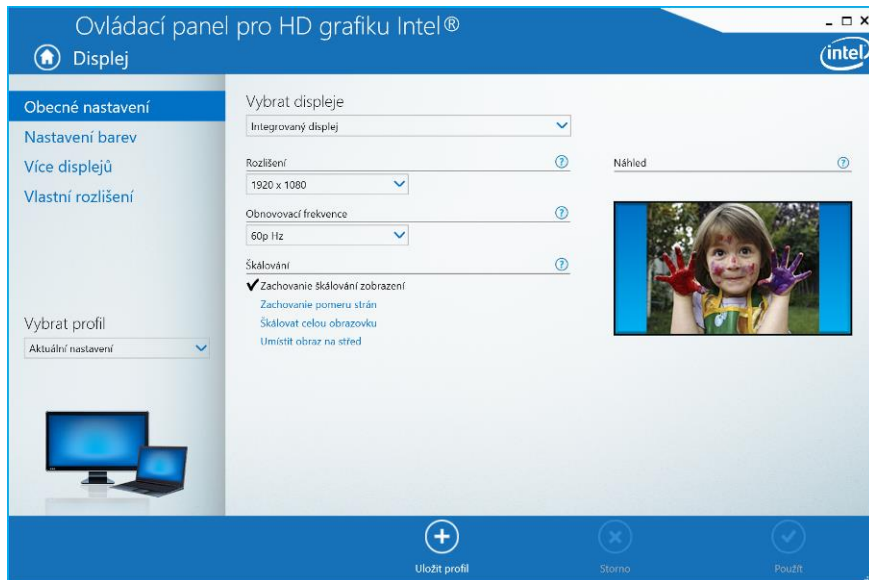 Ovládací panel pro HD grafiku Intel®
Displej
intel
Obecné nastavení
Nastavení barev
Více displejů
Vlastní rozlišení
Vybrat profil
Aktuální nastavení
Vybrat displeje
Integrovaný displej
Rozlišení
1920 x 1080
Obnovovací frekvence
60p Hz
Škálování
Zachovanie škálování zobrazení
Zachovanie pomeru strán
Škálovat celou obrazovku
Umístit obraz na střed
Náhled
Uložit profil
Storno
Použít